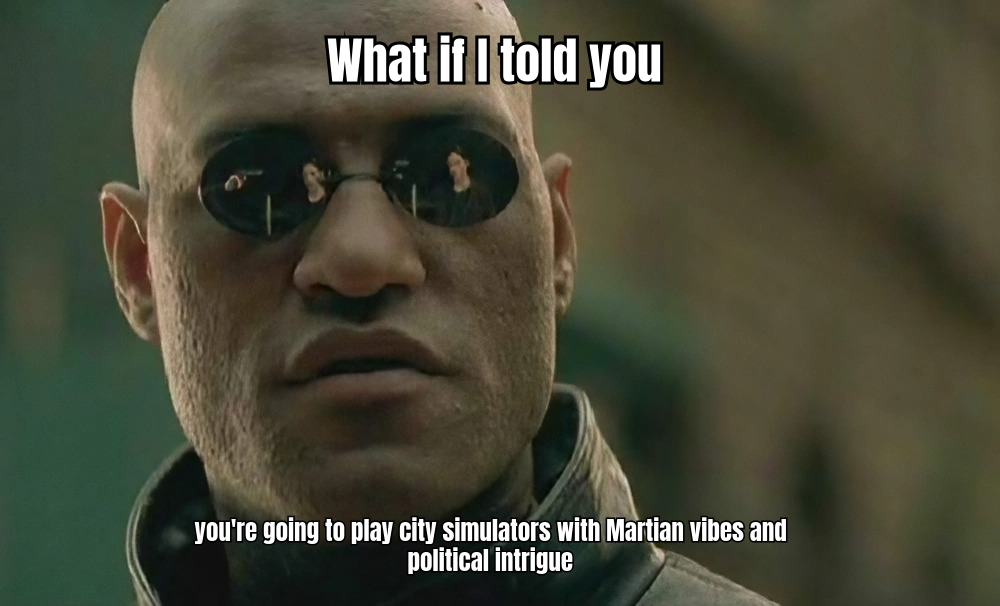 What if I told you
you're going to play city simulators with Martian vibes and
political intrigue